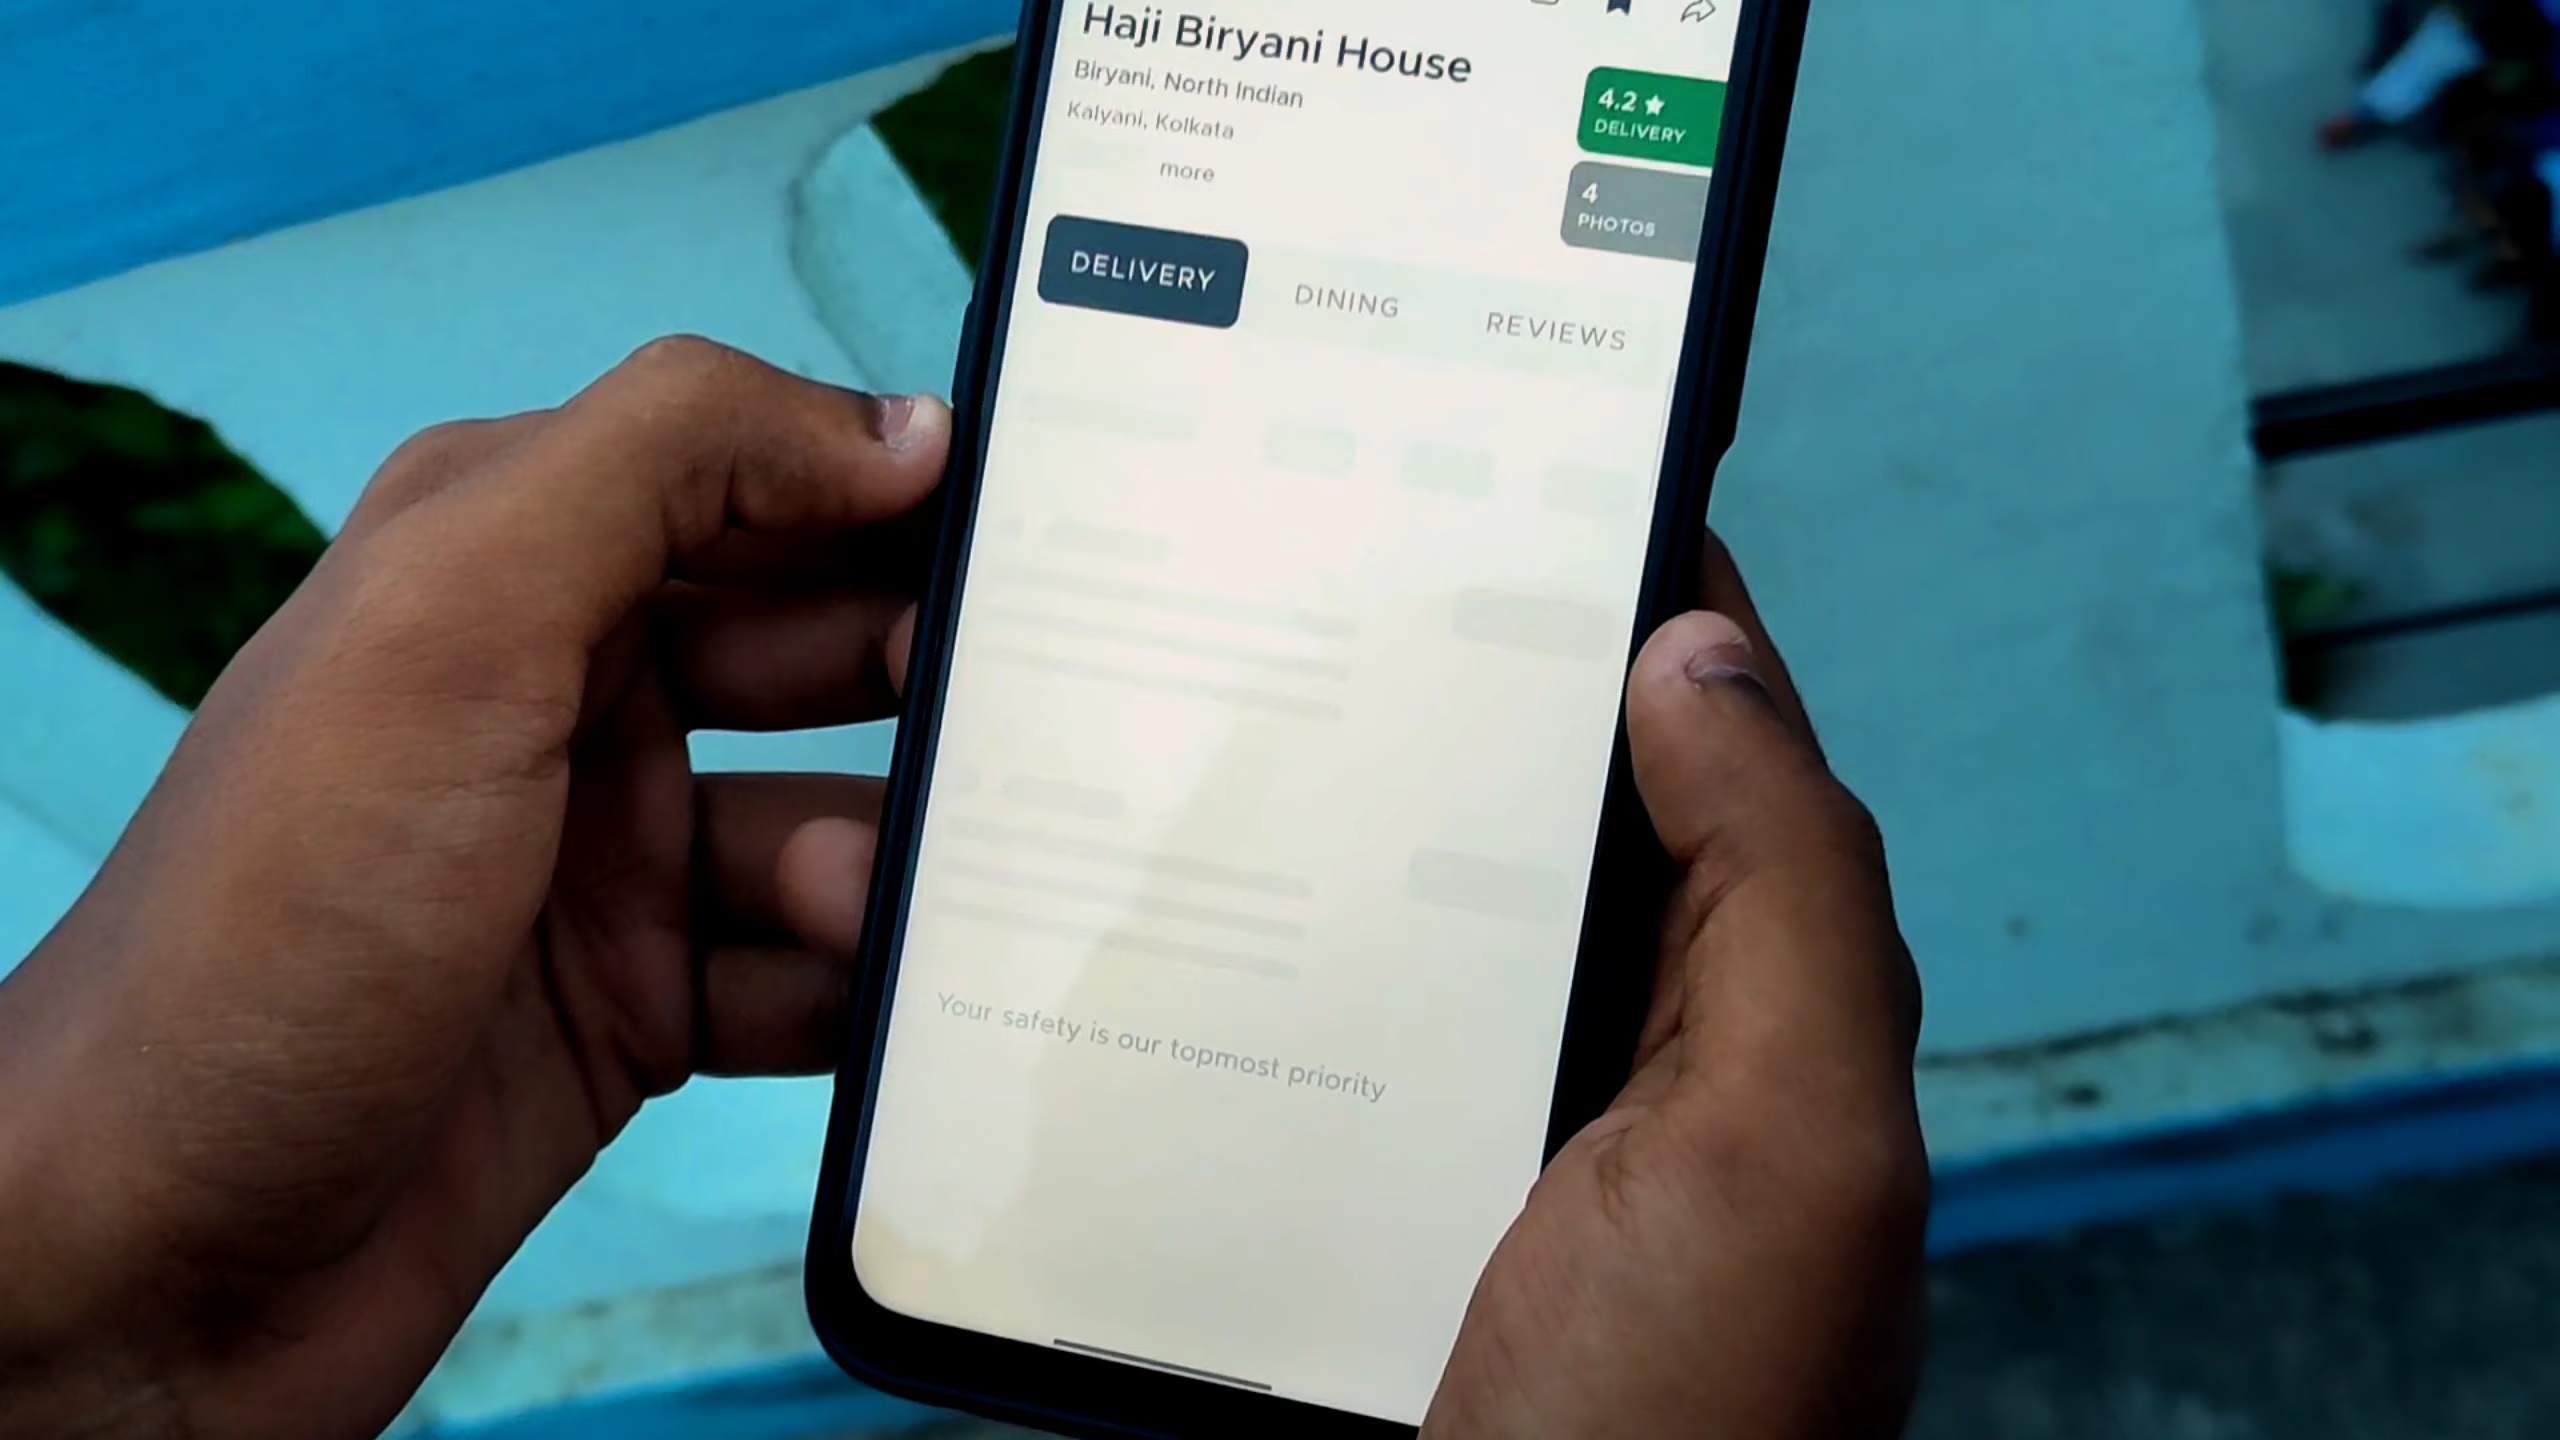 Haji Biryani House
Biryani, North Indian
Kalyani, Kolkata
more
4.2 ★
DELIVERY
4
PHOTOS
DELIVERY
DINING
REVIEWS
Your safety is our topmost priority